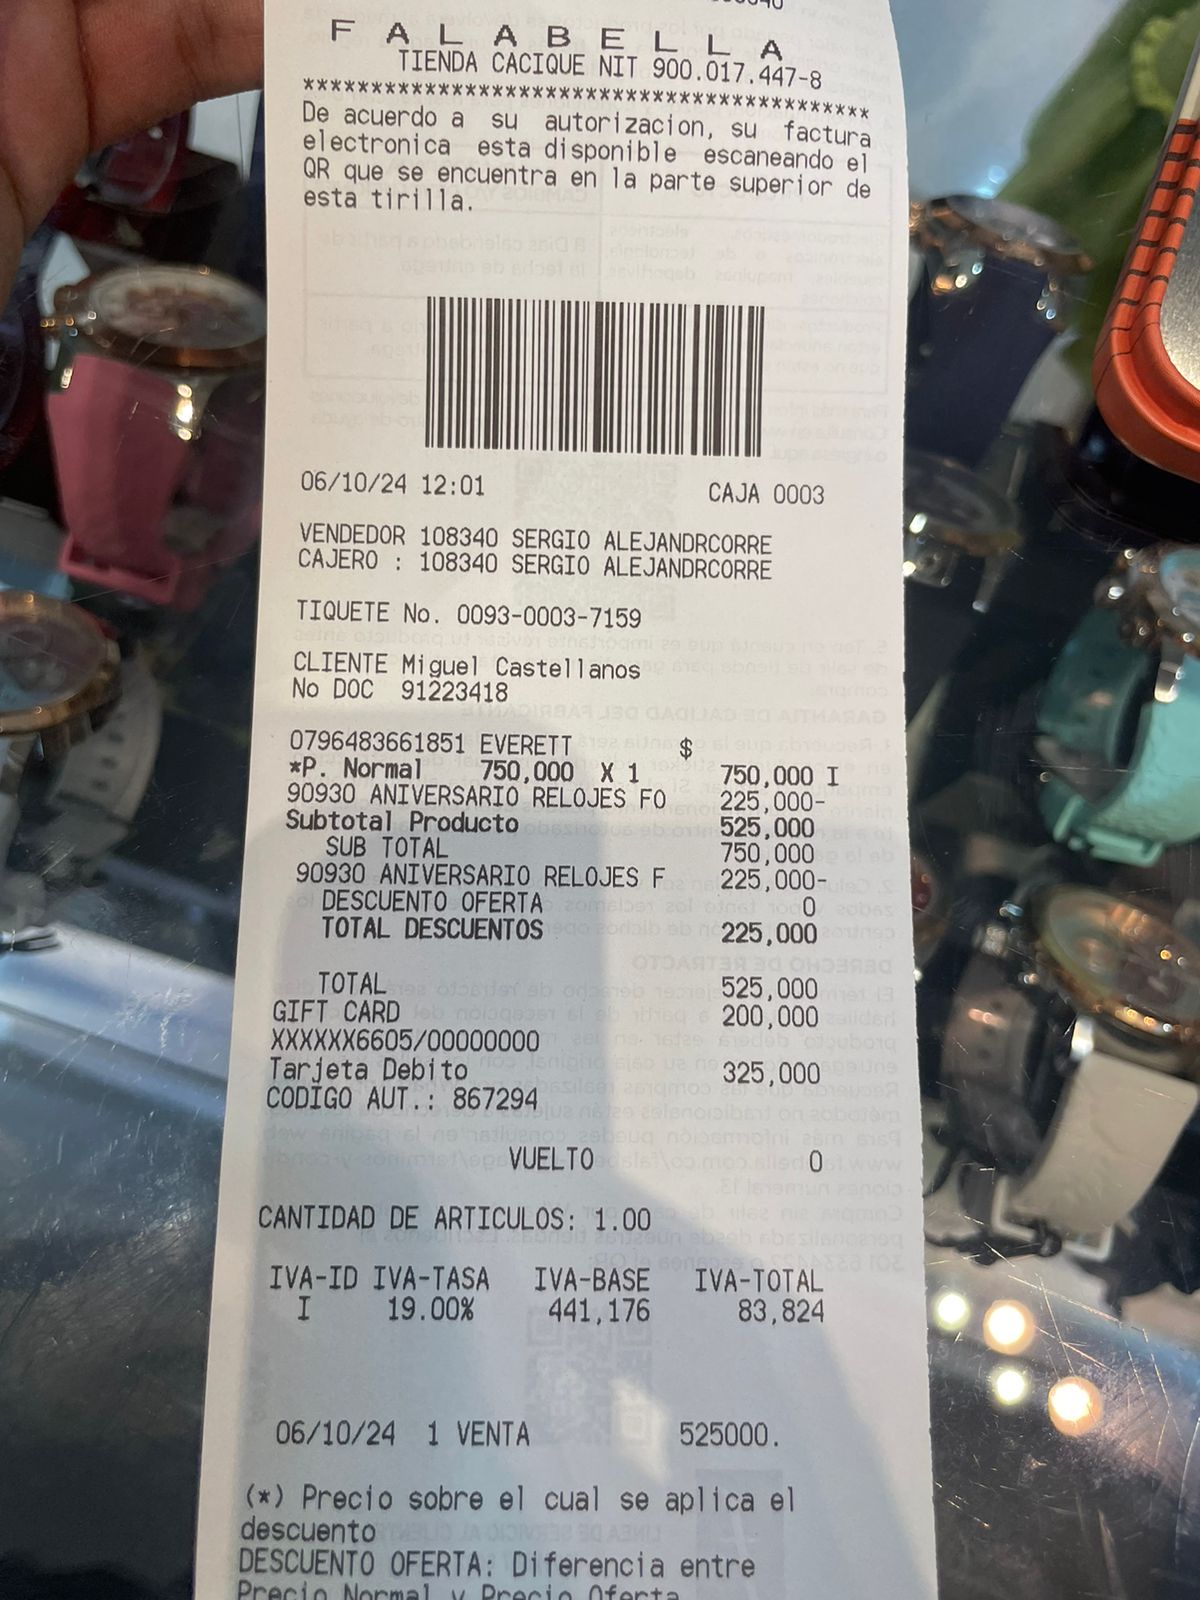 F A L A B E L L A
TIENDA CACIQUE NIT 900.017.447-8
******************************************
De acuerdo a su autorizacion, su factura
electronica esta disponible escaneando el
QR que se encuentra en la parte superior de
esta tirilla.
06/10/24 12:01 CAJA 0003
VENDEDOR 108340 SERGIO ALEJANDRCORRE
CAJERO : 108340 SERGIO ALEJANDRCORRE
TIQUETE No. 0093-0003-7159
CLIENTE Miguel Castellanos
No DOC 91223418
0796483661851 EVERETT $
*P. Normal 750,000 X 1 750,000 I
90930 ANIVERSARIO RELOJES FO 225,000-
Subtotal Producto 525,000
SUB TOTAL 750,000
90930 ANIVERSARIO RELOJES F 225,000-
DESCUENTO OFERTA 0
TOTAL DESCUENTOS 225,000
TOTAL 525,000
GIFT CARD 200,000
XXXXXX6605/00000000
Tarjeta Debito 325,000
CODIGO AUT.: 867294
VUELTO 0
CANTIDAD DE ARTICULOS: 1.00
IVA-ID IVA-TASA IVA-BASE IVA-TOTAL
I 19.00% 441,176 83,824
06/10/24 1 VENTA 525000.
(*) Precio sobre el cual se aplica el
descuento
DESCUENTO OFERTA: Diferencia entre
Precio Normal y Precio Oferta